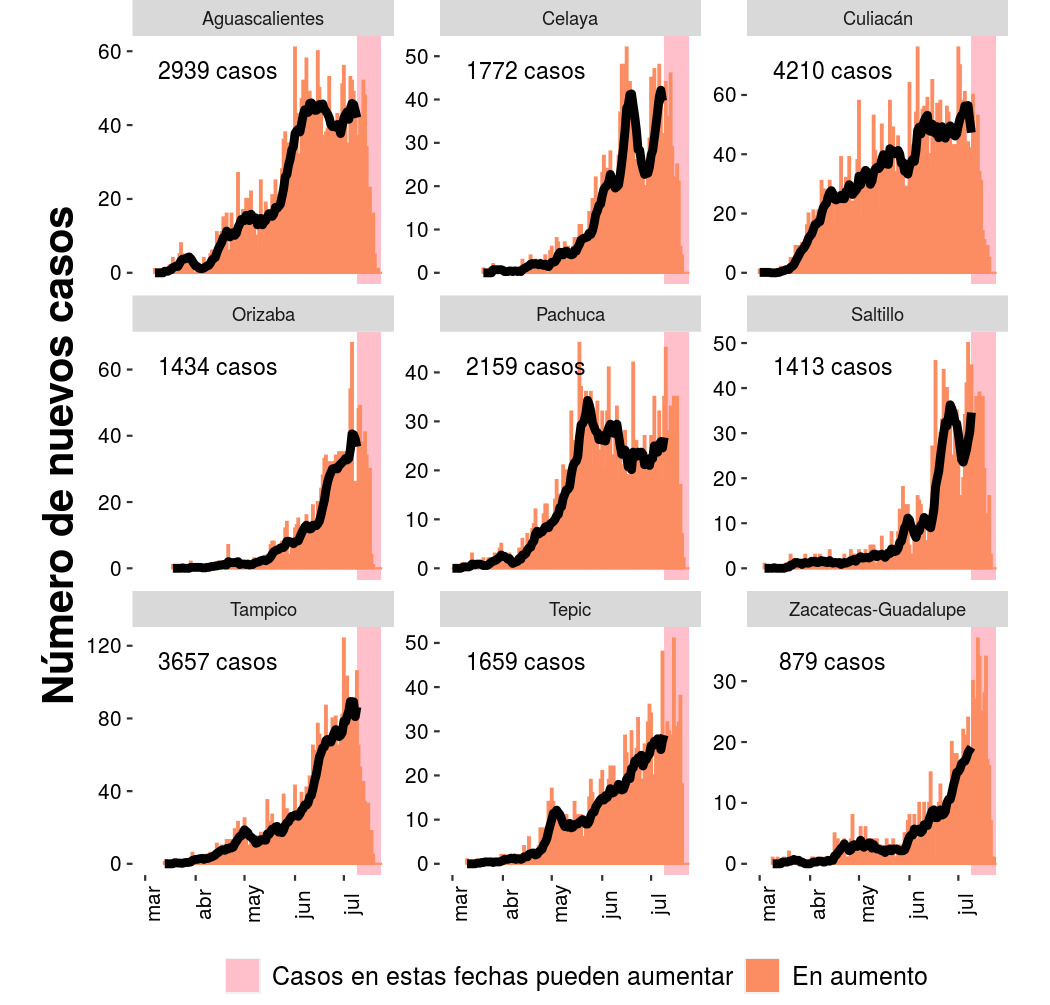 Aguascalientes
Celaya
Culiacán
2939 casos
1772 casos
4210 casos
60
40
20
0
50
40
30
20
10
0
60
40
20
0
Orizaba
Pachuca
Saltillo
1434 casos
2159 casos
1413 casos
60
40
20
0
40
30
20
10
0
50
40
30
20
10
0
Tampico
Tepic
Zacatecas-Guadalupe
3657 casos
1659 casos
879 casos
120
80
40
0
50
40
30
20
10
0
30
20
10
0
mar
abr
may
jun
jul
mar
abr
may
jun
jul
mar
abr
may
jun
jul
Número de nuevos casos
Casos en estas fechas pueden aumentar
En aumento